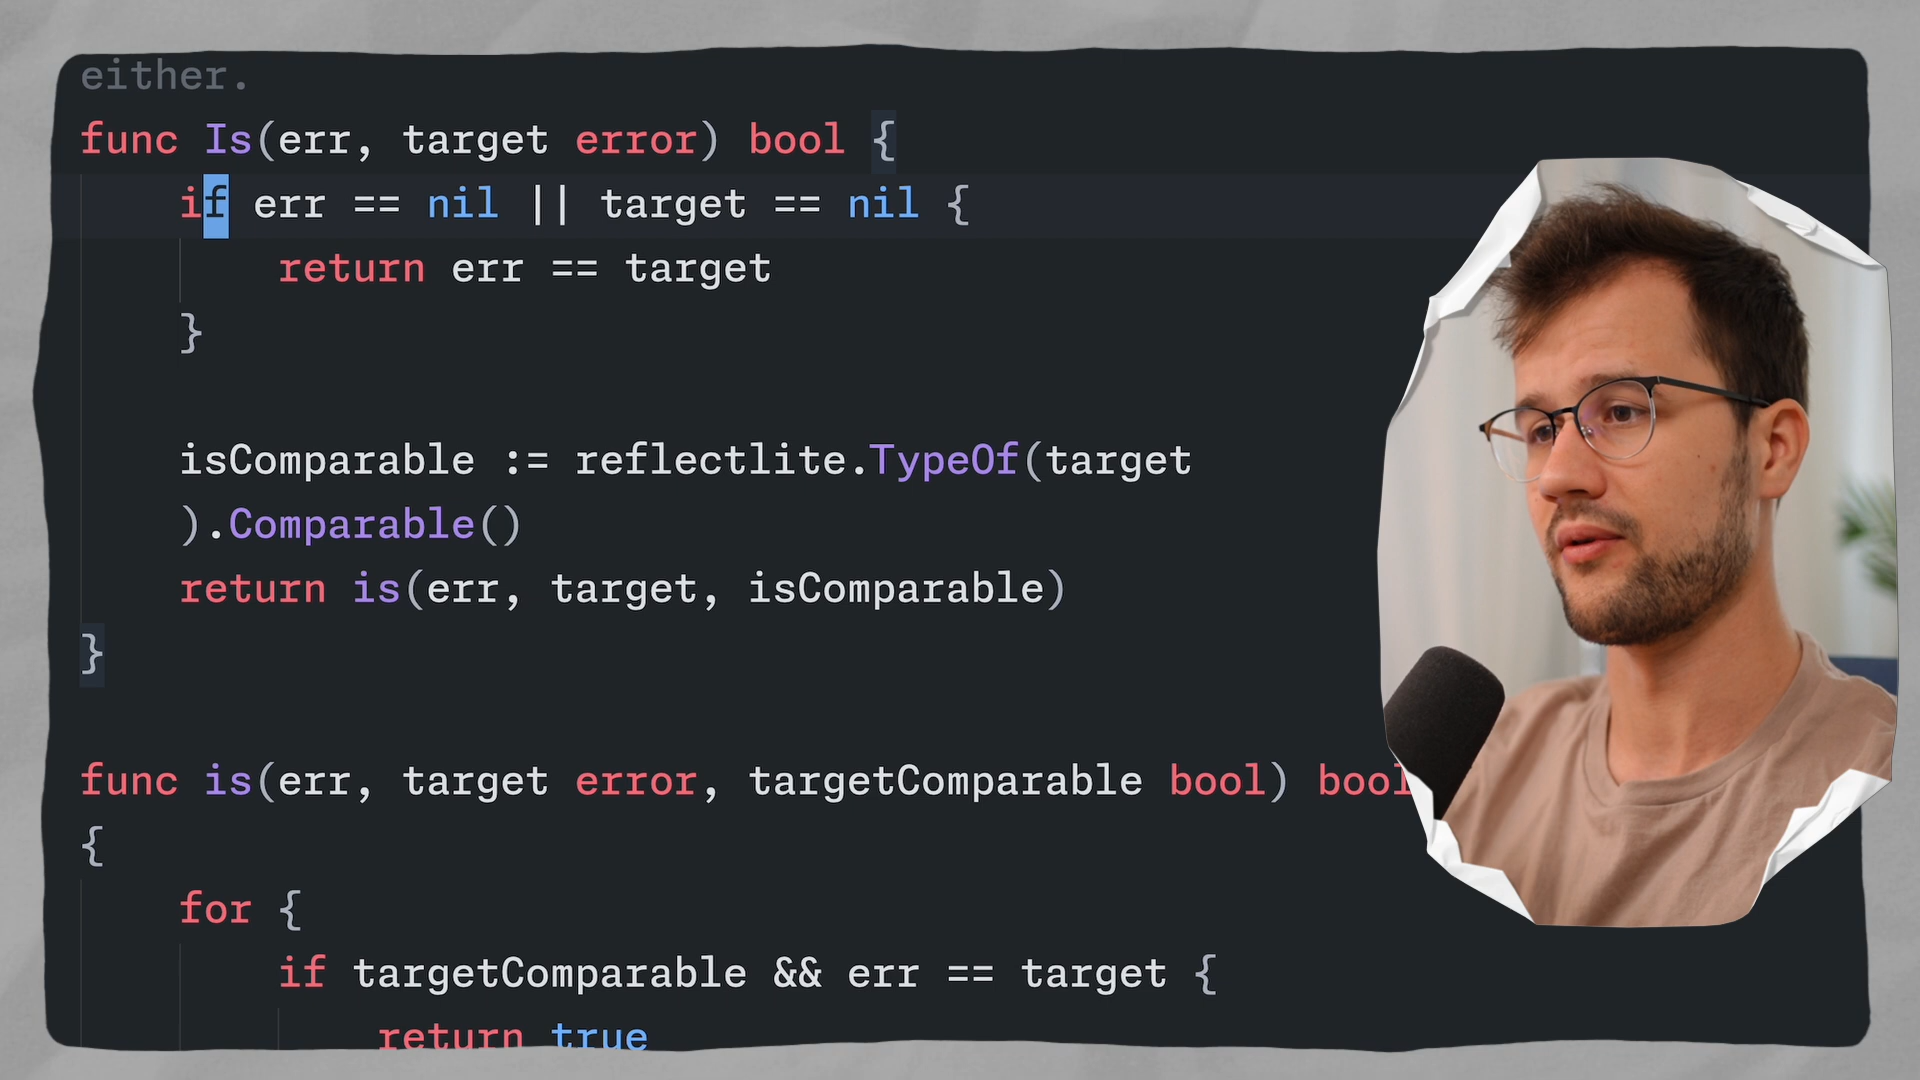 either.
func Is(err, target error) bool {
if err == nil || target == nil {
return err == target
}
isComparable := reflectlite.TypeOf(target
).Comparable()
return is(err, target, isComparable)
}
func is(err, target error, targetComparable bool) bool
{
for {
if targetComparable && err == target {
return true